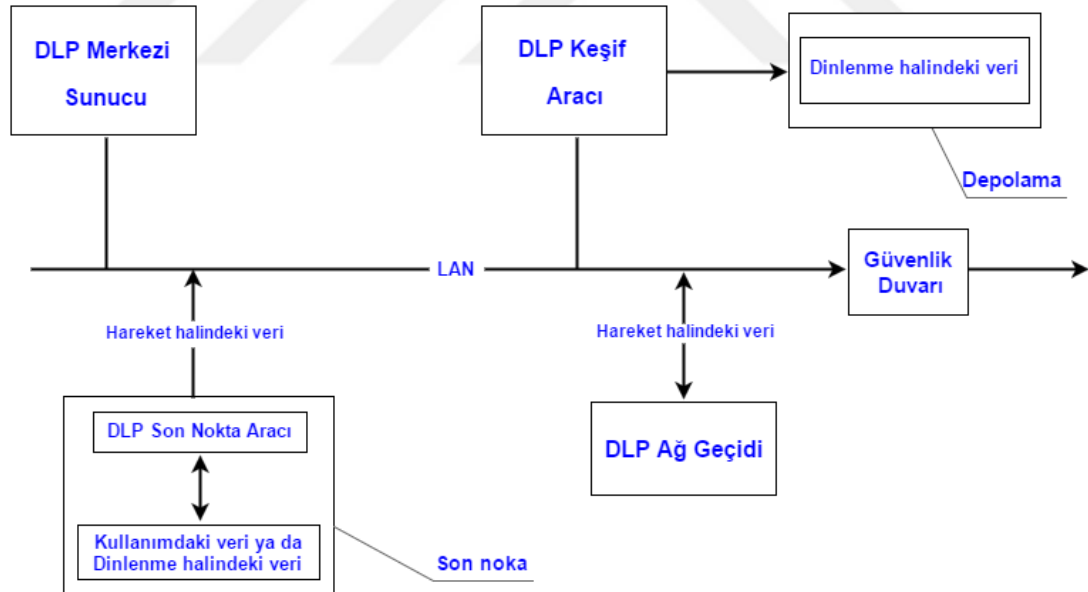 DLP Merkezi
Sunucu
DLP Keşif
Aracı
Dinlenme halindeki veri
Depolama
LAN
Güvenlik
Duvarı
Hareket halindeki veri
Hareket halindeki veri
DLP Son Nokta Aracı
DLP Ağ Geçidi
Kullanımdaki veri ya da
Dinlenme halindeki veri
Son noka